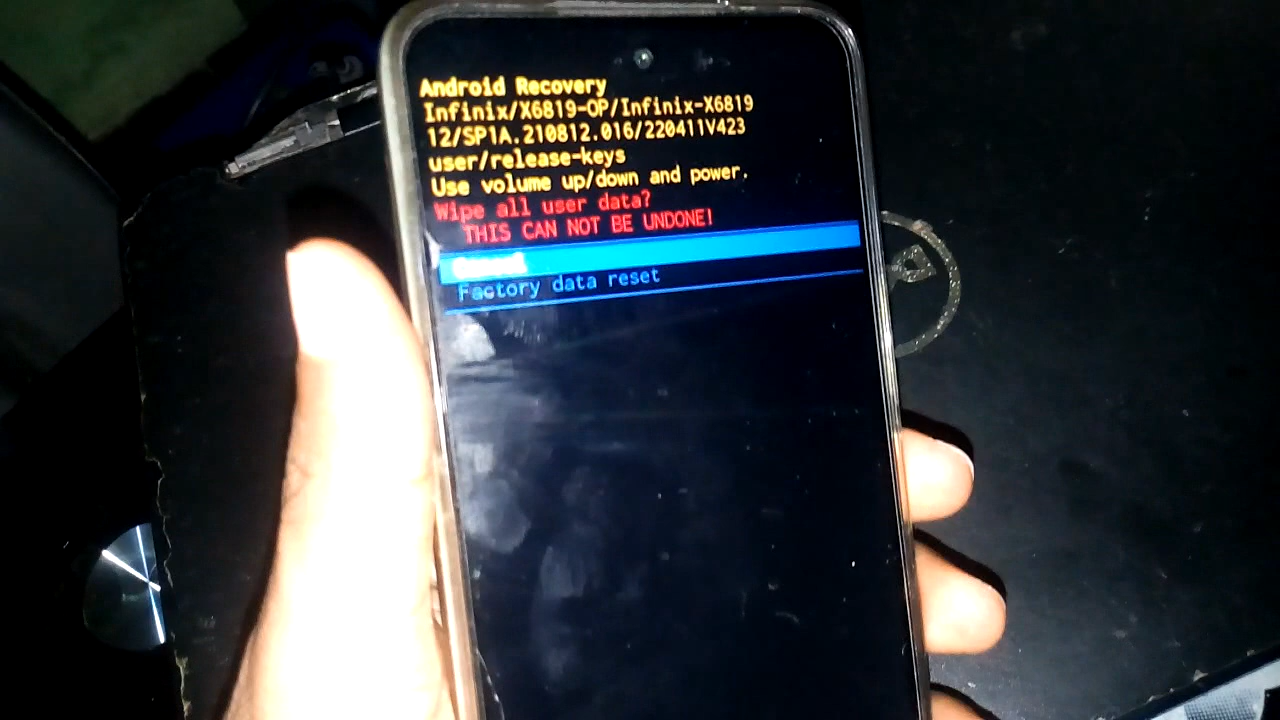 Android Recovery
Infinix/X6819-OP/Infinix-X6819
12/SP1A.210812.016/220411V423
user/release-keys
Use volume up/down and power.
Wipe all user data?
THIS CAN NOT BE UNDONE!
Cancel
Factory data reset